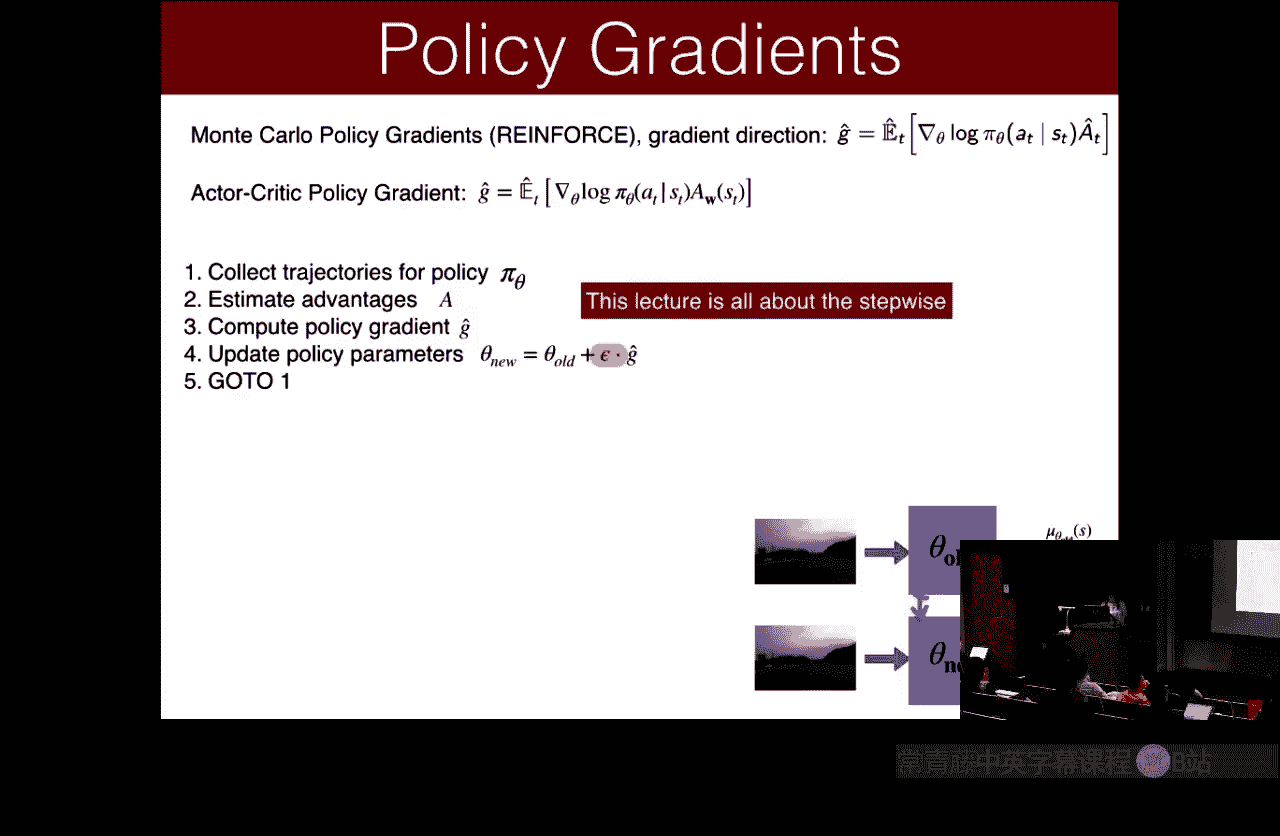 Policy Gradients
Monte Carlo Policy Gradients (REINFORCE), gradient direction: ĝ = Ê_t [∇_θ log π_θ(a_t | s_t) Â_t]
Actor-Critic Policy Gradient: ĝ = Ê_t [∇_θ log π_θ(a_t | s_t) A_w(s_t)]
1. Collect trajectories for policy π_θ
2. Estimate advantages A
This lecture is all about the stepwise
3. Compute policy gradient ĝ
4. Update policy parameters θ_new = θ_old + ϵ · ĝ
5. GOTO 1
θ
θ
常青藤中英字幕课程
B站